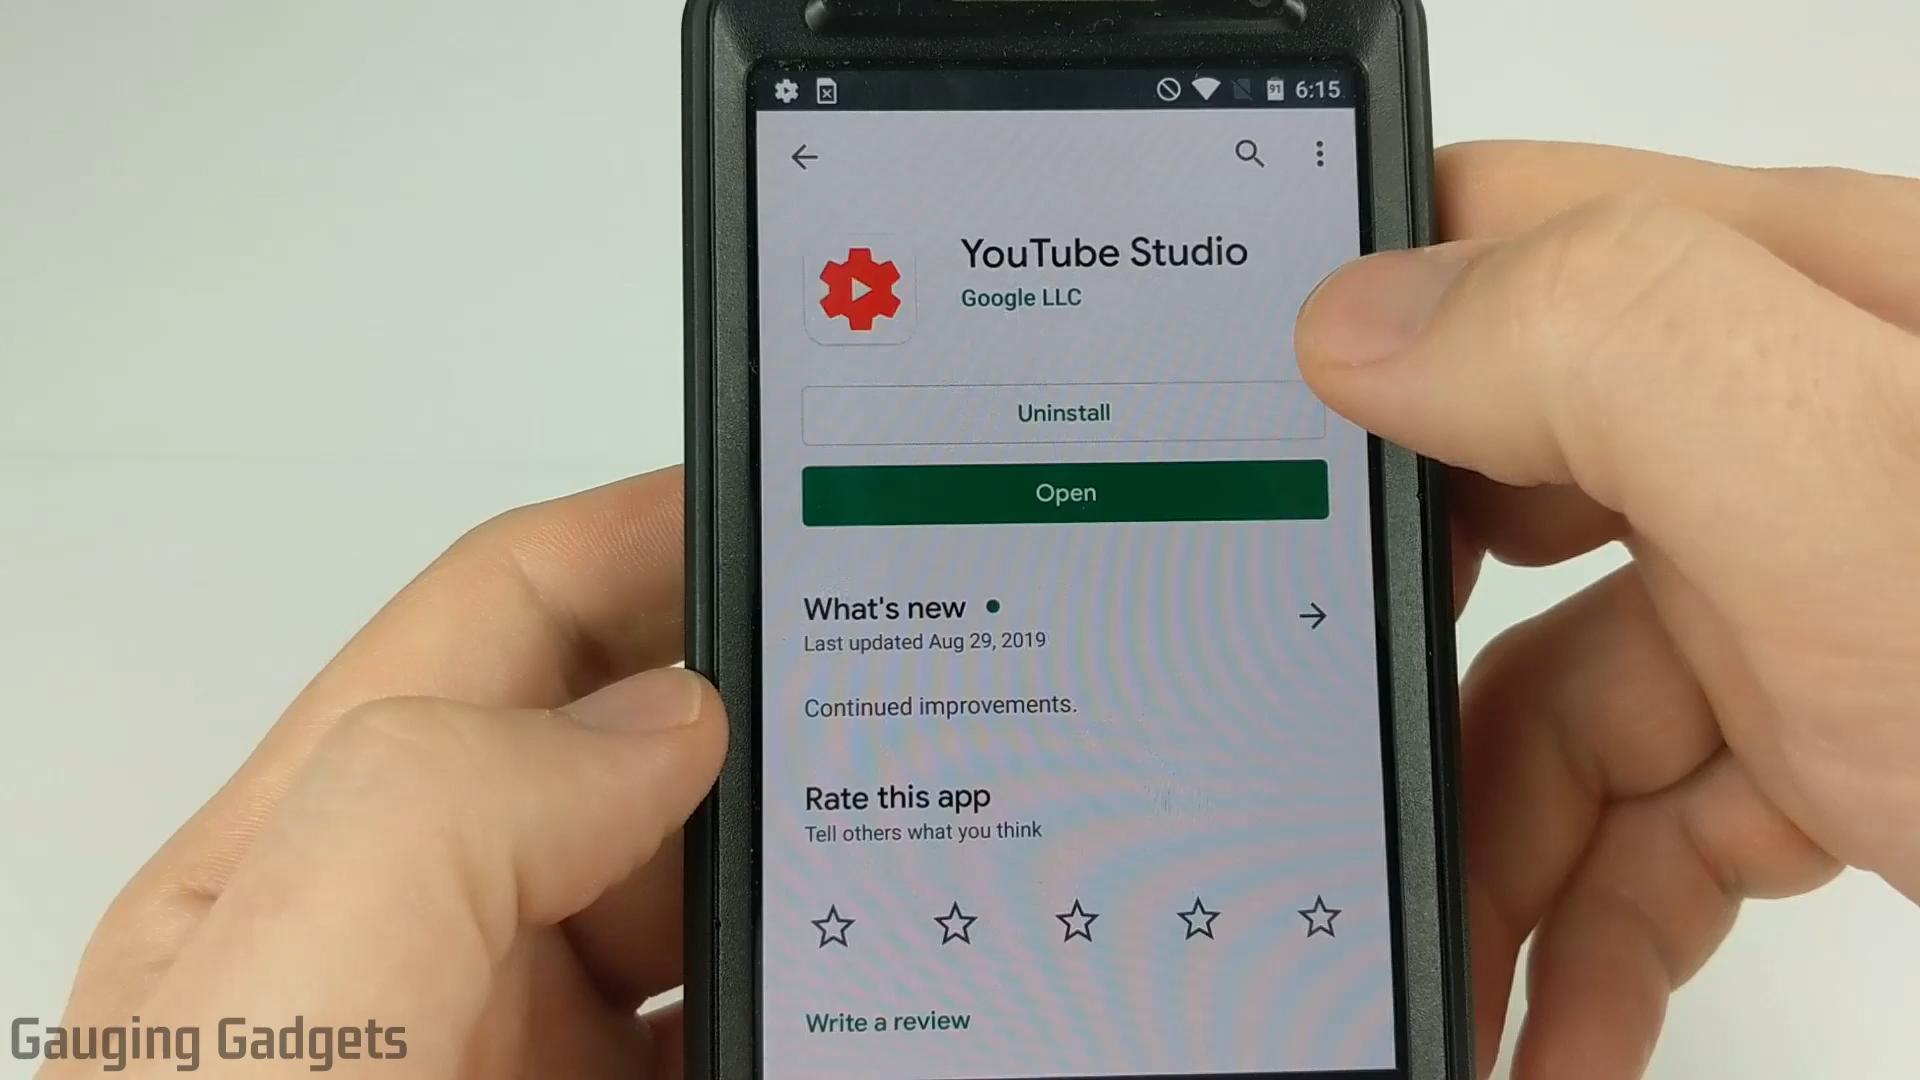 91 6:15
YouTube Studio
Google LLC
Uninstall
Open
What's new
Last updated Aug 29, 2019
Continued improvements.
Rate this app
Tell others what you think
Write a review
Gauging Gadgets